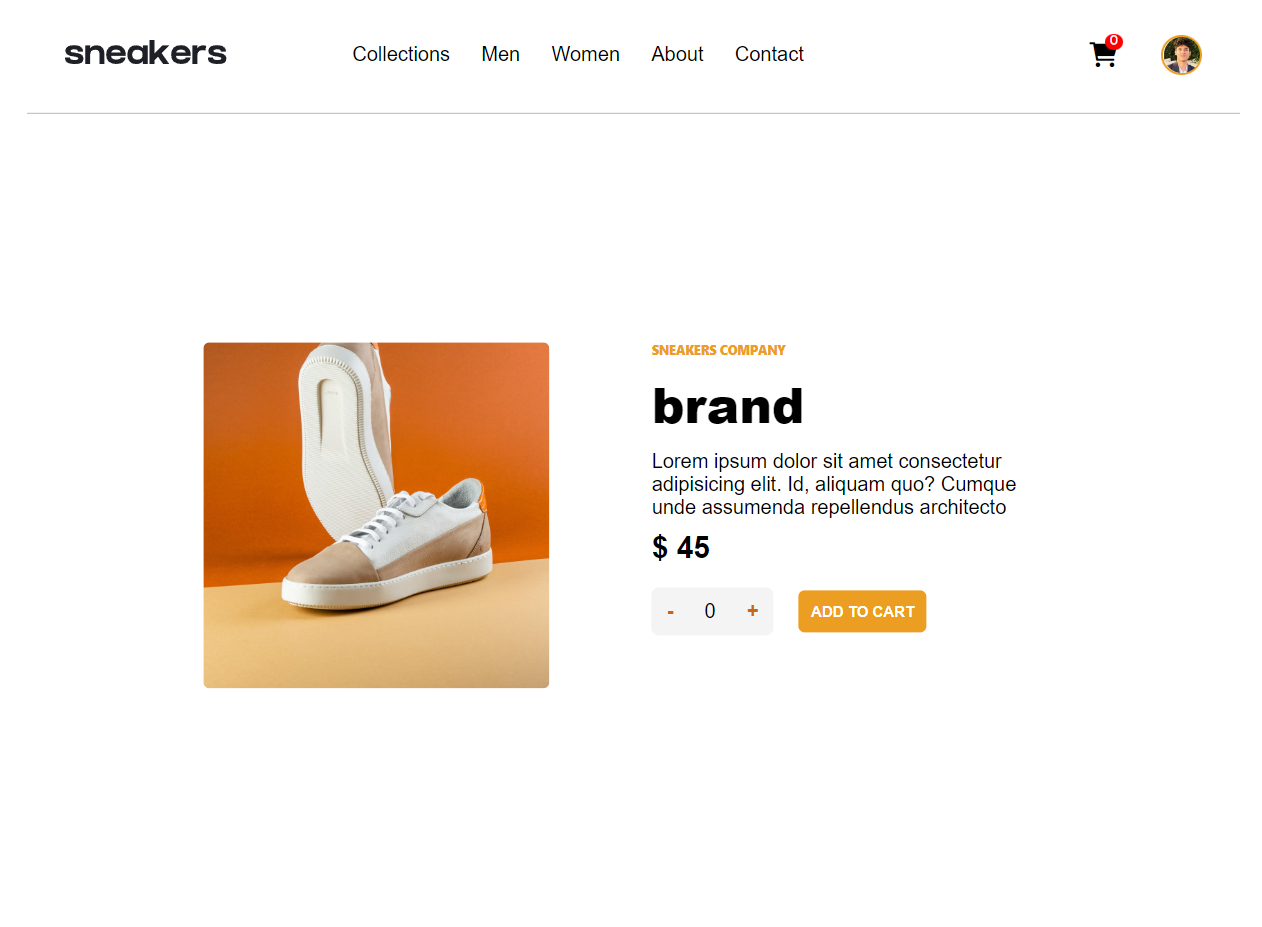 sneakers
Collections Men Women About Contact
0
SNEAKERS COMPANY
brand
Lorem ipsum dolor sit amet consectetur
adipisicing elit. Id, aliquam quo? Cumque
unde assumenda repellendus architecto
$ 45
- 0 +
ADD TO CART